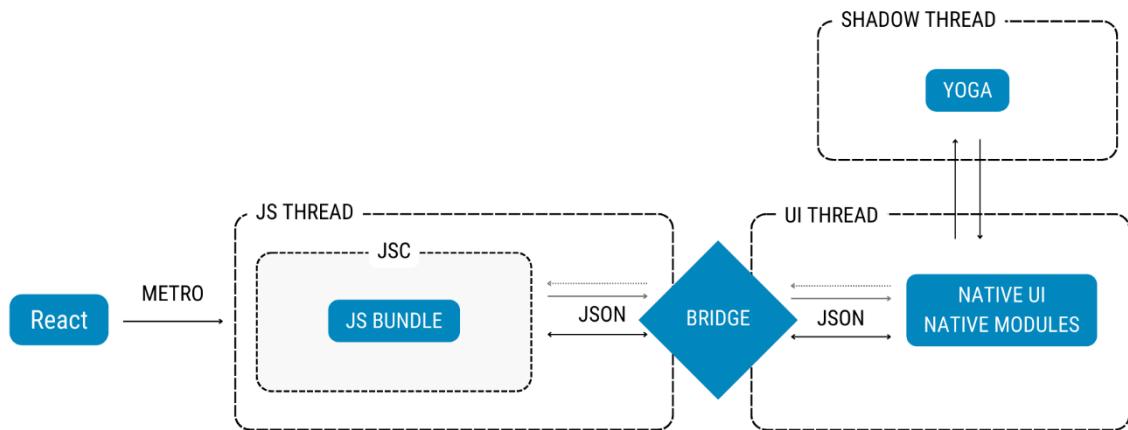 SHADOW THREAD
YOGA
JS THREAD
UI THREAD
JSC
METRO
React
JS BUNDLE
JSON
BRIDGE
JSON
NATIVE UI
NATIVE MODULES